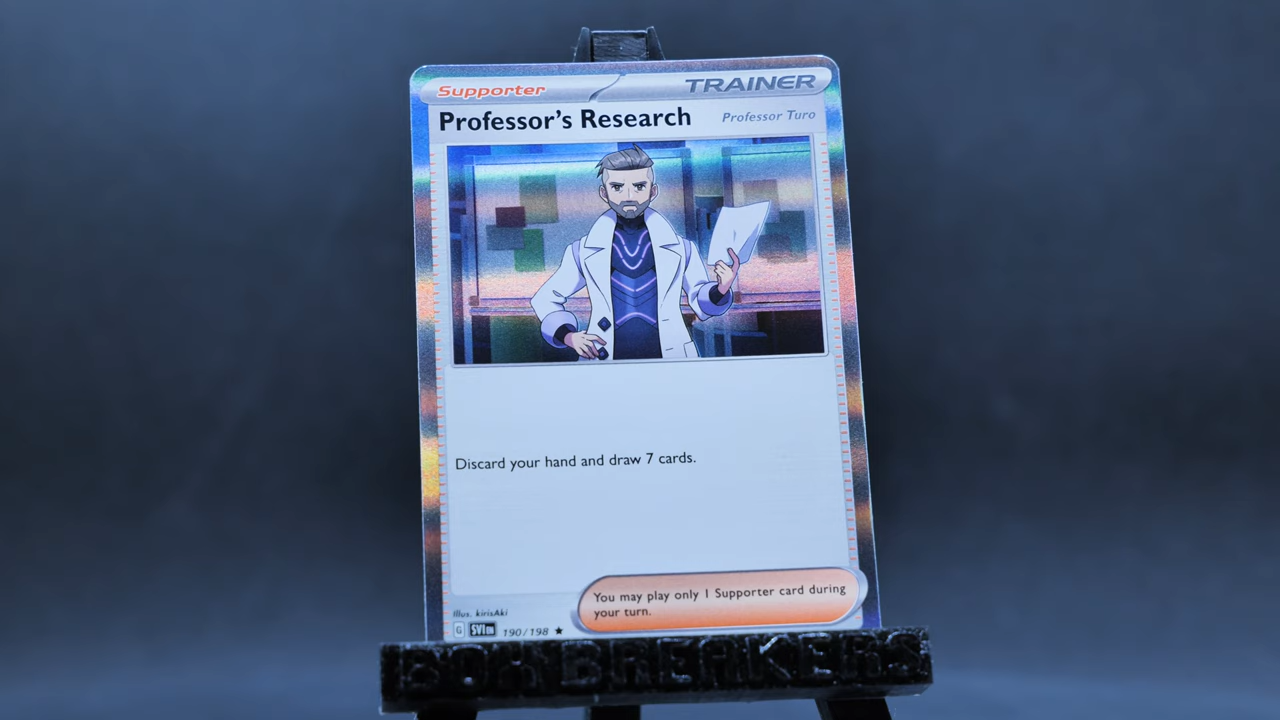 Supporter
TRAINER
Professor's Research
Professor Turo
Discard your hand and draw 7 cards.
You may play only 1 Supporter card during
your turn.
Illus. kirisAki
G SVI EN 190/198 ★
BOX BREAKERS